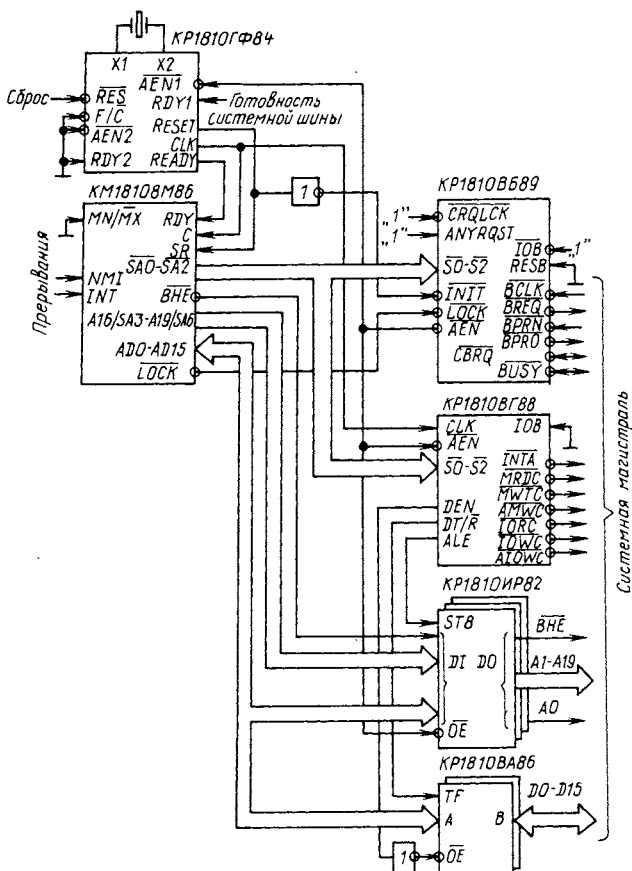 КР1810ГФ84
X1 X2
AEN1
Сброс
RES
RDY1
Готовность системной шины
F/C
RESET
AEN2
CLK
RDY2
READY
1
КМ1810ВМ86
MN/MX
RDY
C
SR
SA0-SA2
Прерывания
NMI
INT
BHE
A16/SA3-A19/SA6
AD0-AD15
LOCK
КР1810ВБ89
„1"
CRQLCK
„1"
ANYRQST
IOB
„1"
RESB
S0-S2
BCLK
INIT
BREQ
LOCK
BPRN
AEN
BPRO
CBRQ
BUSY
КР1810ВГ88
CLK
IOB
AEN
S0-S2
INTA
MRDC
MWTC
DEN
AMWC
DT/R
IORC
ALE
IOWC
AIOWC
Системная магистраль
КР1810ИР82
STB
BHE
DI DO
A1-A19
A0
OE
КР1810ВА86
TF
D0-D15
A B
1
OE